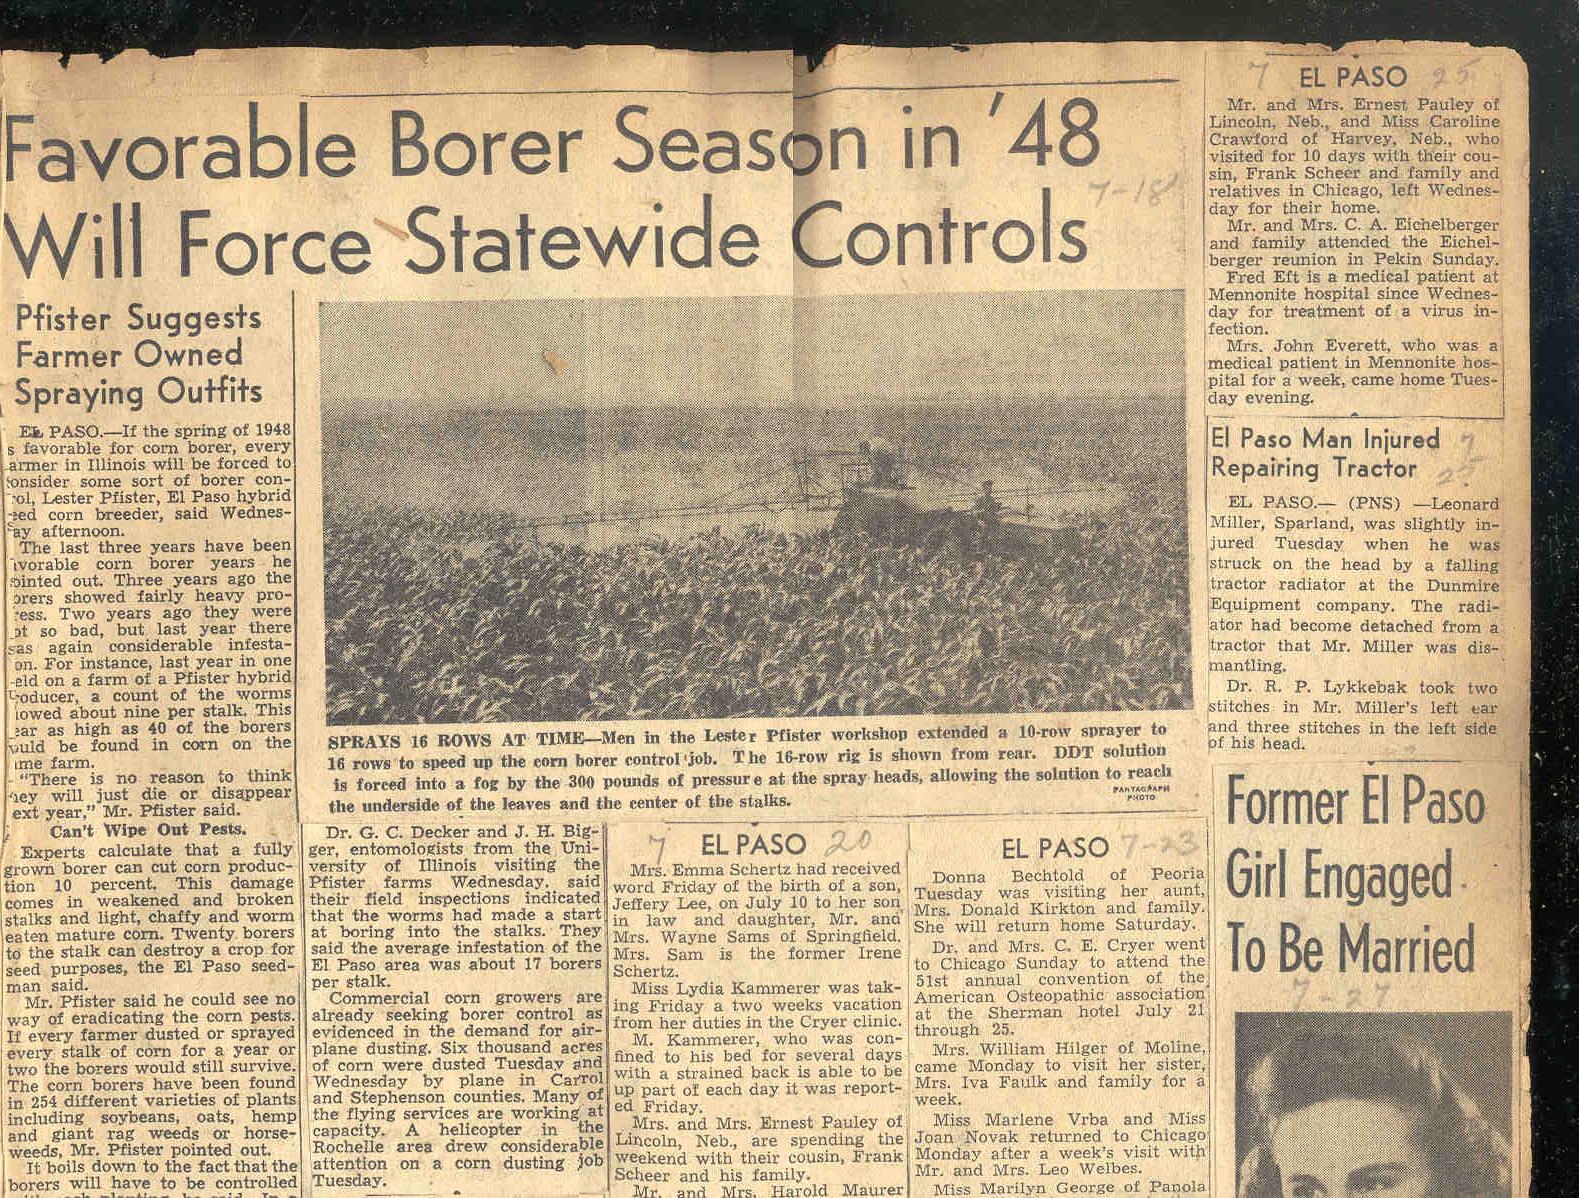 Favorable Borer Season in '48
Will Force Statewide Controls
7-18
Pfister Suggests
Farmer Owned
Spraying Outfits
EL PASO.—If the spring of 1948
s favorable for corn borer, every
armer in Illinois will be forced to
onsider some sort of borer con-
ol, Lester Pfister, El Paso hybrid
eed corn breeder, said Wednes-
ay afternoon.
The last three years have been
vorable corn borer years he
ointed out. Three years ago the
orers showed fairly heavy pro-
ress. Two years ago they were
ot so bad, but last year there
as again considerable infesta-
on. For instance, last year in one
eld on a farm of a Pfister hybrid
roducer, a count of the worms
lowed about nine per stalk. This
ear as high as 40 of the borers
ould be found in corn on the
ame farm.
"There is no reason to think
hey will just die or disappear
ext year," Mr. Pfister said.
Can't Wipe Out Pests.
Experts calculate that a fully
grown borer can cut corn produc-
tion 10 percent. This damage
comes in weakened and broken
stalks and light, chaffy and worm
eaten mature corn. Twenty borers
to the stalk can destroy a crop for
seed purposes, the El Paso seed-
man said.
Mr. Pfister said he could see no
way of eradicating the corn pests.
If every farmer dusted or sprayed
every stalk of corn for a year or
two the borers would still survive.
The corn borers have been found
in 254 different varieties of plants
including soybeans, oats, hemp
and giant rag weeds or horse-
weeds, Mr. Pfister pointed out.
It boils down to the fact that the
borers will have to be controlled
SPRAYS 16 ROWS AT TIME—Men in the Lester Pfister workshop extended a 10-row sprayer to
16 rows to speed up the corn borer control job. The 16-row rig is shown from rear. DDT solution
is forced into a fog by the 300 pounds of pressure at the spray heads, allowing the solution to reach
the underside of the leaves and the center of the stalks.
PANTAGRAPH
PHOTO
Dr. G. C. Decker and J. H. Big-
ger, entomologists from the Uni-
versity of Illinois visiting the
Pfister farms Wednesday, said
their field inspections indicated
that the worms had made a start
at boring into the stalks. They
said the average infestation of the
El Paso area was about 17 borers
per stalk.
Commercial corn growers are
already seeking borer control as
evidenced in the demand for air-
plane dusting. Six thousand acres
of corn were dusted Tuesday and
Wednesday by plane in Carrol
and Stephenson counties. Many of
the flying services are working at
capacity. A helicopter in the
Rochelle area drew considerable
attention on a corn dusting job
Tuesday.
7 EL PASO 20
Mrs. Emma Schertz had received
word Friday of the birth of a son,
Jeffery Lee, on July 10 to her son
in law and daughter, Mr. and
Mrs. Wayne Sams of Springfield.
Mrs. Sam is the former Irene
Schertz.
Miss Lydia Kammerer was tak-
ing Friday a two weeks vacation
from her duties in the Cryer clinic.
M. Kammerer, who was con-
fined to his bed for several days
with a strained back is able to be
up part of each day it was report-
ed Friday.
Mrs. and Mrs. Ernest Pauley of
Lincoln, Neb., are spending the
weekend with their cousin, Frank
Scheer and his family.
Mr. and Mrs. Harold Maurer
EL PASO 7-23
Donna Bechtold of Peoria
Tuesday was visiting her aunt,
Mrs. Donald Kirkton and family.
She will return home Saturday.
Dr. and Mrs. C. E. Cryer went
to Chicago Sunday to attend the
51st annual convention of the
American Osteopathic association
at the Sherman hotel July 21
through 25.
Mrs. William Hilger of Moline,
came Monday to visit her sister,
Mrs. Iva Faulk and family for a
week.
Miss Marlene Vrba and Miss
Joan Novak returned to Chicago
Monday after a week's visit with
Mr. and Mrs. Leo Welbes.
Miss Marilyn George of Panola
7 EL PASO 25
Mr. and Mrs. Ernest Pauley of
Lincoln, Neb., and Miss Caroline
Crawford of Harvey, Neb., who
visited for 10 days with their cou-
sin, Frank Scheer and family and
relatives in Chicago, left Wednes-
day for their home.
Mr. and Mrs. C. A. Eichelberger
and family attended the Eichel-
berger reunion in Pekin Sunday.
Fred Eft is a medical patient at
Mennonite hospital since Wednes-
day for treatment of a virus in-
fection.
Mrs. John Everett, who was a
medical patient in Mennonite hos-
pital for a week, came home Tues-
day evening.
El Paso Man Injured 7
Repairing Tractor 25
EL PASO.— (PNS) —Leonard
Miller, Sparland, was slightly in-
jured Tuesday when he was
struck on the head by a falling
tractor radiator at the Dunmire
Equipment company. The radi-
ator had become detached from a
tractor that Mr. Miller was dis-
mantling.
Dr. R. P. Lykkebak took two
stitches in Mr. Miller's left ear
and three stitches in the left side
of his head.
Former El Paso
Girl Engaged
To Be Married
7-27